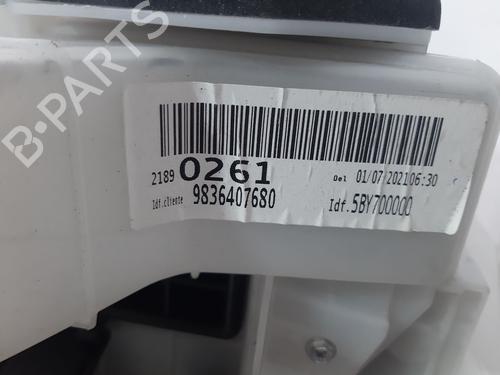 B-PARTS
2189 0261
Del 01/07/2021 06:30
Idf.cliente 9836407680
Idf. 5BY700000